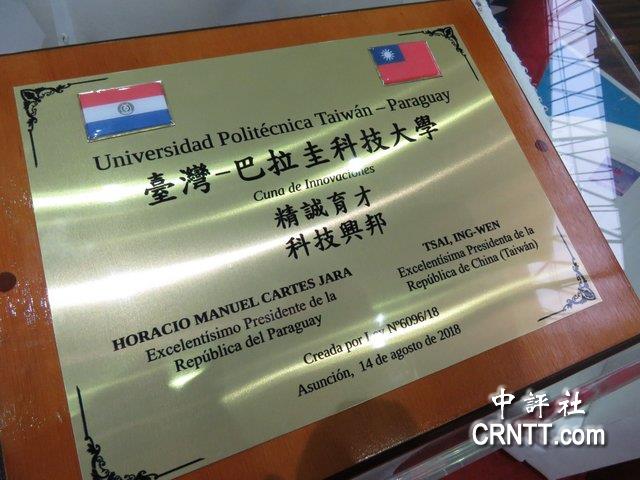 Universidad Politécnica Taiwán – Paraguay
臺灣-巴拉圭科技大學
Cuna de Innovaciones
精誠育才
科技興邦
HORACIO MANUEL CARTES JARA
Excelentísimo Presidente de la
República del Paraguay
TSAI, ING-WEN
Excelentísima Presidenta de la
República de China (Taiwán)
Creada por Ley Nº6096/18
Asunción, 14 de agosto de 2018
中評社
CRNTT.com